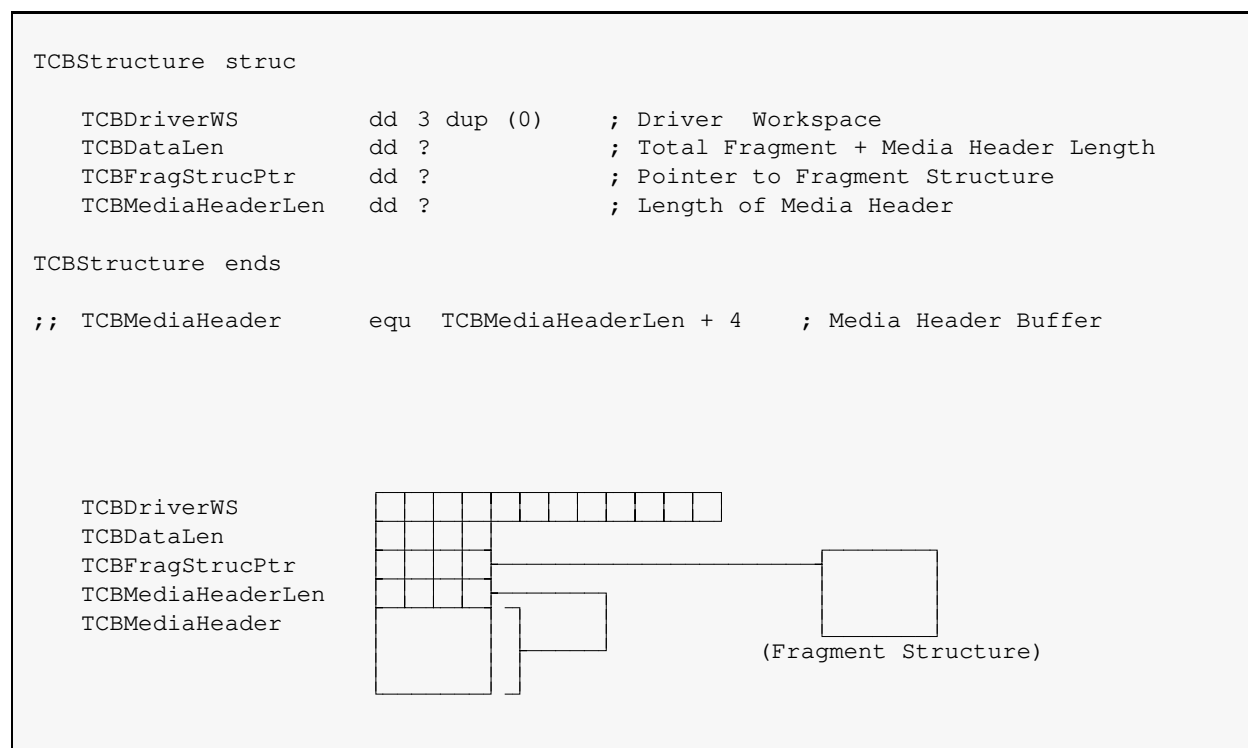 TCBStructure struc
TCBDriverWS dd 3 dup (0) ; Driver Workspace
TCBDataLen dd ? ; Total Fragment + Media Header Length
TCBFragStrucPtr dd ? ; Pointer to Fragment Structure
TCBMediaHeaderLen dd ? ; Length of Media Header
TCBStructure ends
;; TCBMediaHeader equ TCBMediaHeaderLen + 4 ; Media Header Buffer
TCBDriverWS
TCBDataLen
TCBFragStrucPtr
TCBMediaHeaderLen
TCBMediaHeader
(Fragment Structure)